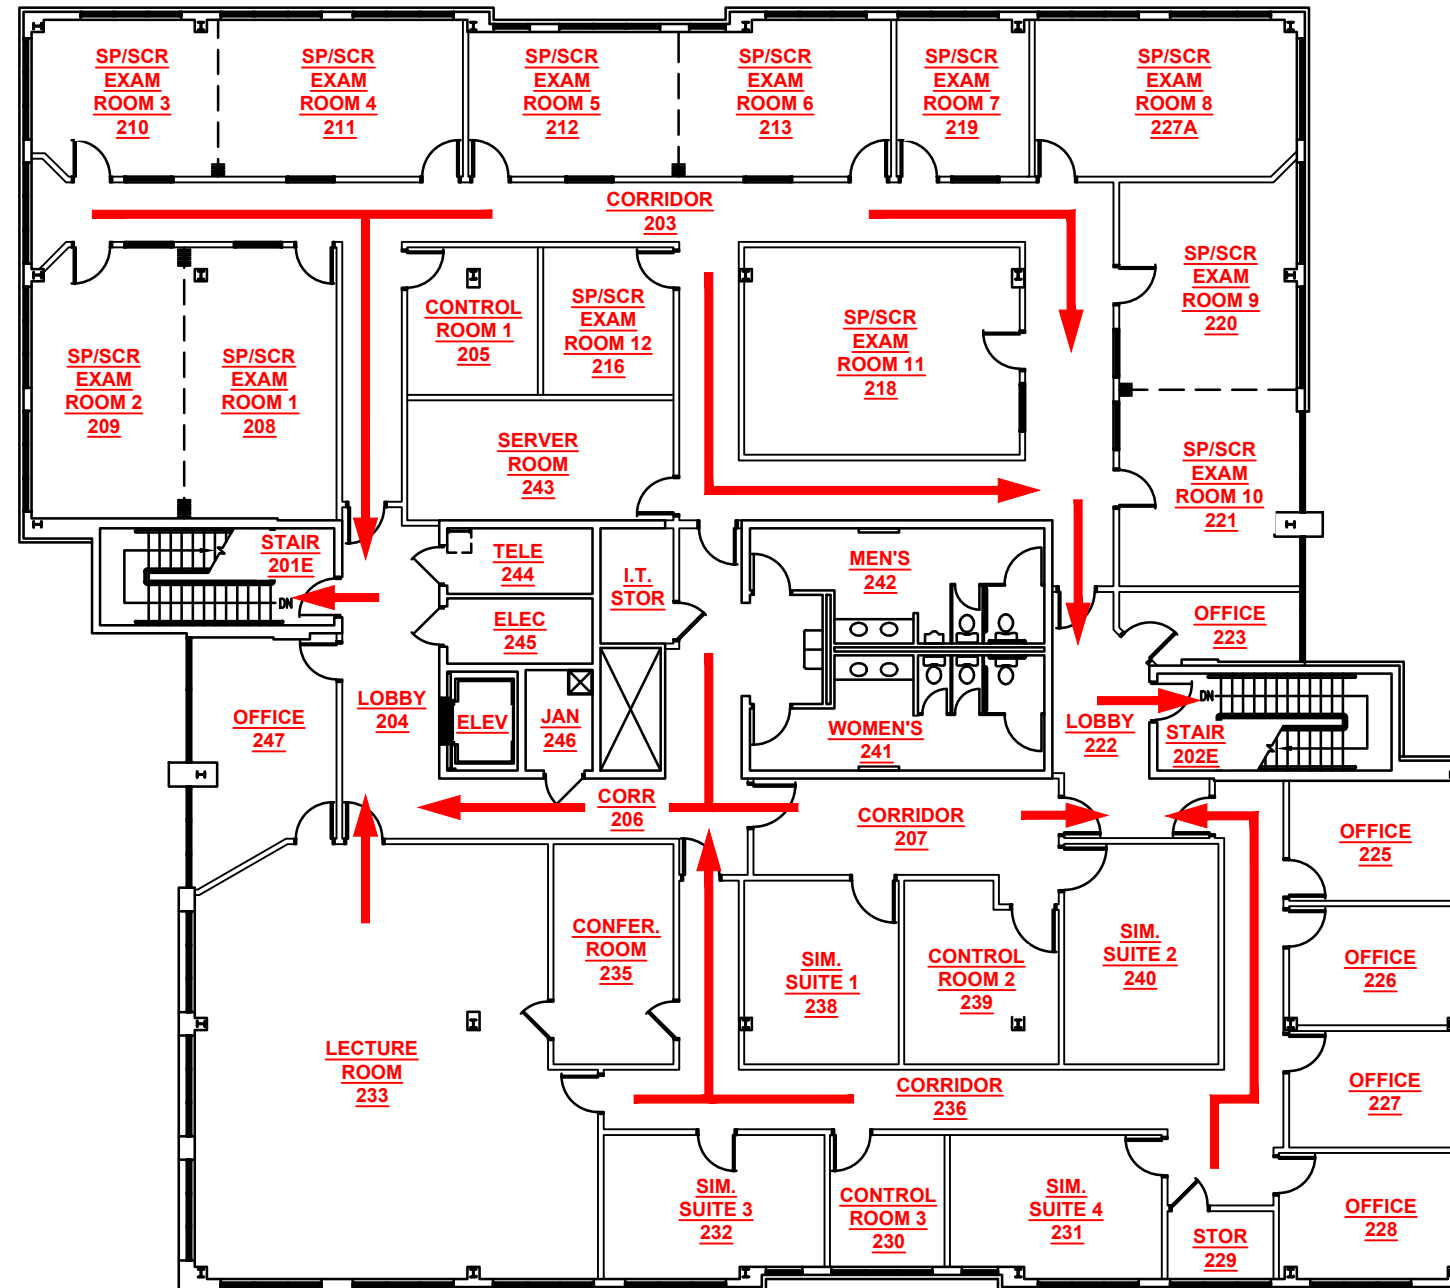 SP/SCR
EXAM
ROOM 3
210
SP/SCR
EXAM
ROOM 4
211
SP/SCR
EXAM
ROOM 5
212
SP/SCR
EXAM
ROOM 6
213
SP/SCR
EXAM
ROOM 7
219
SP/SCR
EXAM
ROOM 8
227A
CORRIDOR
203
SP/SCR
EXAM
ROOM 2
209
SP/SCR
EXAM
ROOM 1
208
CONTROL
ROOM 1
205
SP/SCR
EXAM
ROOM 12
216
SP/SCR
EXAM
ROOM 11
218
SP/SCR
EXAM
ROOM 9
220
SERVER
ROOM
243
SP/SCR
EXAM
ROOM 10
221
STAIR
201E
DN
TELE
244
I.T.
STOR
MEN'S
242
ELEC
245
OFFICE
223
OFFICE
247
LOBBY
204
ELEV
JAN
246
WOMEN'S
241
LOBBY
222
DN
STAIR
202E
CORR
206
CORRIDOR
207
OFFICE
225
CONFER.
ROOM
235
SIM.
SUITE 1
238
CONTROL
ROOM 2
239
SIM.
SUITE 2
240
OFFICE
226
LECTURE
ROOM
233
CORRIDOR
236
OFFICE
227
SIM.
SUITE 3
232
CONTROL
ROOM 3
230
SIM.
SUITE 4
231
STOR
229
OFFICE
228